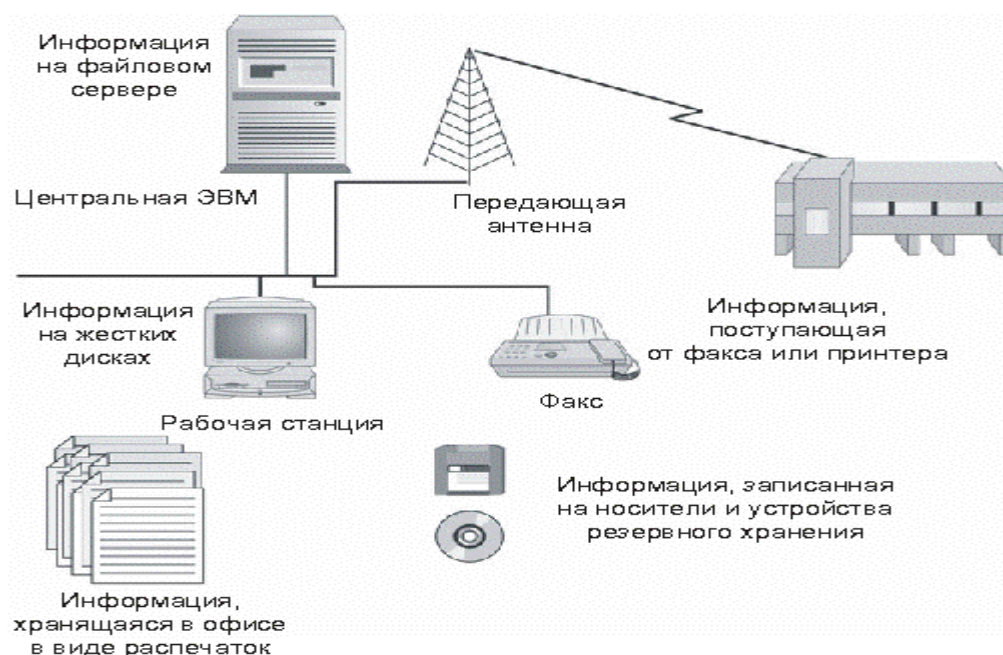 Информация
на файловом
сервере
Центральная ЭВМ
Передающая
антенна
Информация
на жестких
дисках
Рабочая станция
Факс
Информация,
поступающая
от факса или принтера
Информация, записанная
на носители и устройства
резервного хранения
Информация,
хранящаяся в офисе
в виде распечаток